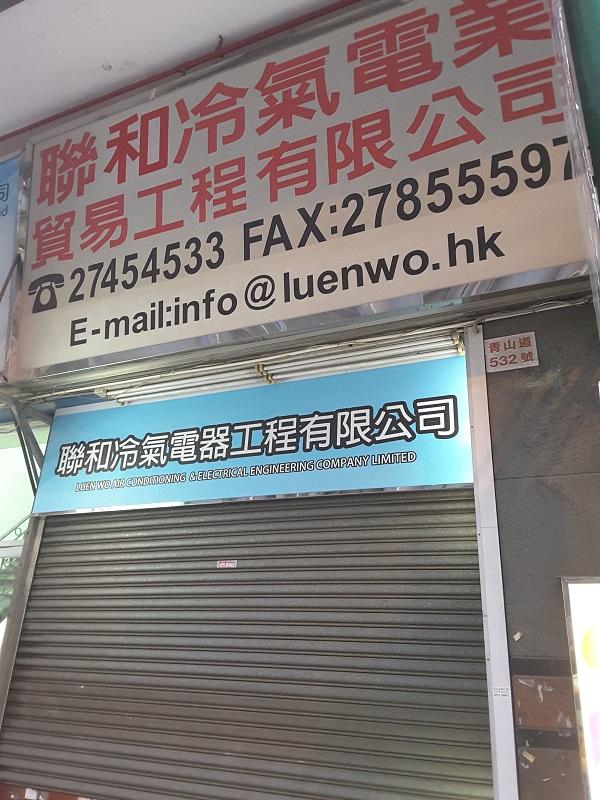 聯和冷氣電業
貿易工程有限公司
☎27454533 FAX:27855597
E-mail:info@luenwo.hk
司
青山道
532號
聯和冷氣電器工程有限公司
LUEN WO AIR CONDITIONING & ELECTRICAL ENGINEERING COMPANY LIMITED